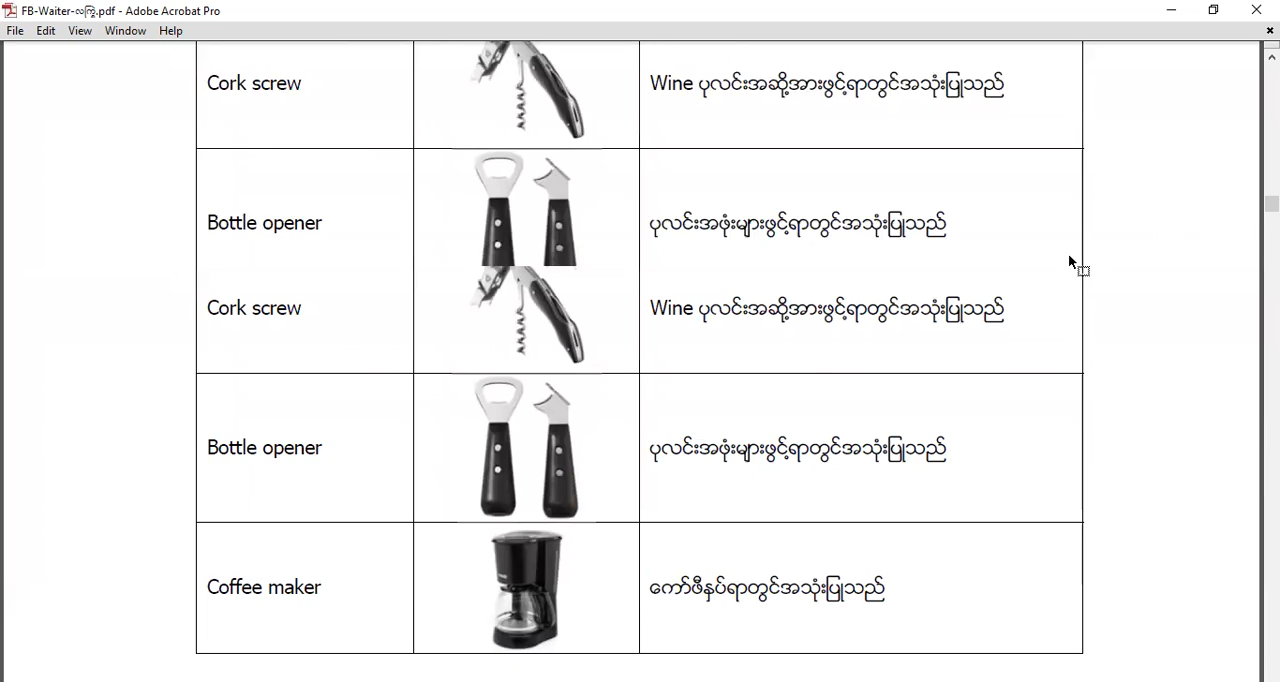 FB-Waiter-လကြွ.pdf - Adobe Acrobat Pro
File Edit View Window Help
Cork screw
Wine ပုလင်းအဆို့အားဖွင့်ရာတွင်အသုံးပြုသည်
Bottle opener
ပုလင်းအဖုံးများဖွင့်ရာတွင်အသုံးပြုသည်
Cork screw
Wine ပုလင်းအဆို့အားဖွင့်ရာတွင်အသုံးပြုသည်
Bottle opener
ပုလင်းအဖုံးများဖွင့်ရာတွင်အသုံးပြုသည်
Coffee maker
ကော်ဖီနှပ်ရာတွင်အသုံးပြုသည်